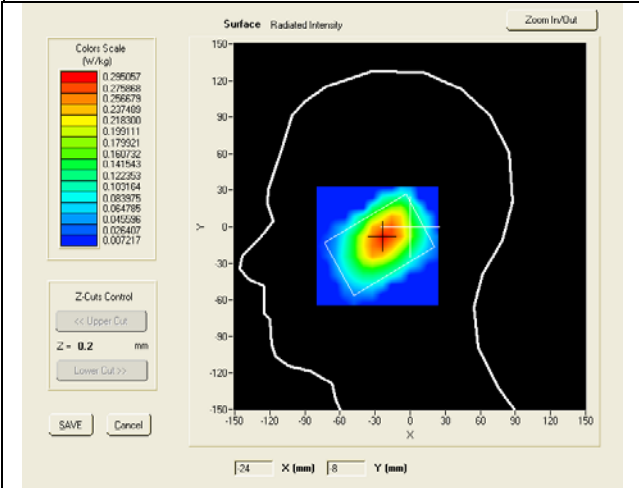 Surface Radiated Intensity
Zoom In/Out
Colors Scale
(W/kg)
0.295057
0.275868
0.256679
0.237489
0.218300
0.199111
0.179921
0.160732
0.141543
0.122353
0.103164
0.083975
0.064785
0.045596
0.026407
0.007217
Z-Cuts Control
<< Upper Cut
Z = 0.2 mm
Lower Cut >>
SAVE Cancel
150-
120-
90-
60-
30-
0-
-30-
-60-
-90-
-120-
-150-
Y
-150 -120 -90 -60 -30 0 30 60 90 120 150
X
-24 X (mm) -8 Y (mm)